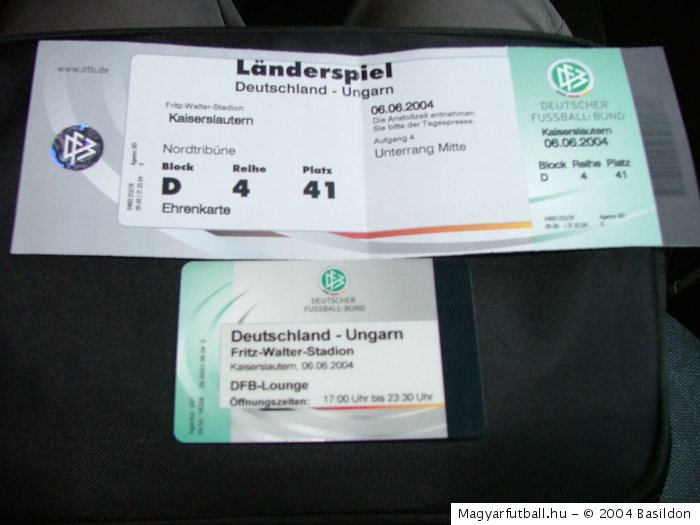 www.dfb.de
Länderspiel
Deutschland - Ungarn
Fritz-Walter-Stadion
Kaiserslautern
06.06.2004
Die Anstoßzeit entnehmen
Sie bitte der Tagespresse.
Nordtribüne
Aufgang 4
Unterrang Mitte
Block Reihe Platz
D 4 41
Ehrenkarte
DFB
DFB
DEUTSCHER
FUSSBALL-BUND
Kaiserslautern
06.06.2004
Block Reihe Platz
D 4 41
DFB
DEUTSCHER
FUSSBALL-BUND
Deutschland - Ungarn
Fritz-Walter-Stadion
Kaiserslautern, 06.06.2004
DFB-Lounge
Öffnungszeiten: 17:00 Uhr bis 23:30 Uhr
Magyarfutball.hu – © 2004 Basildon